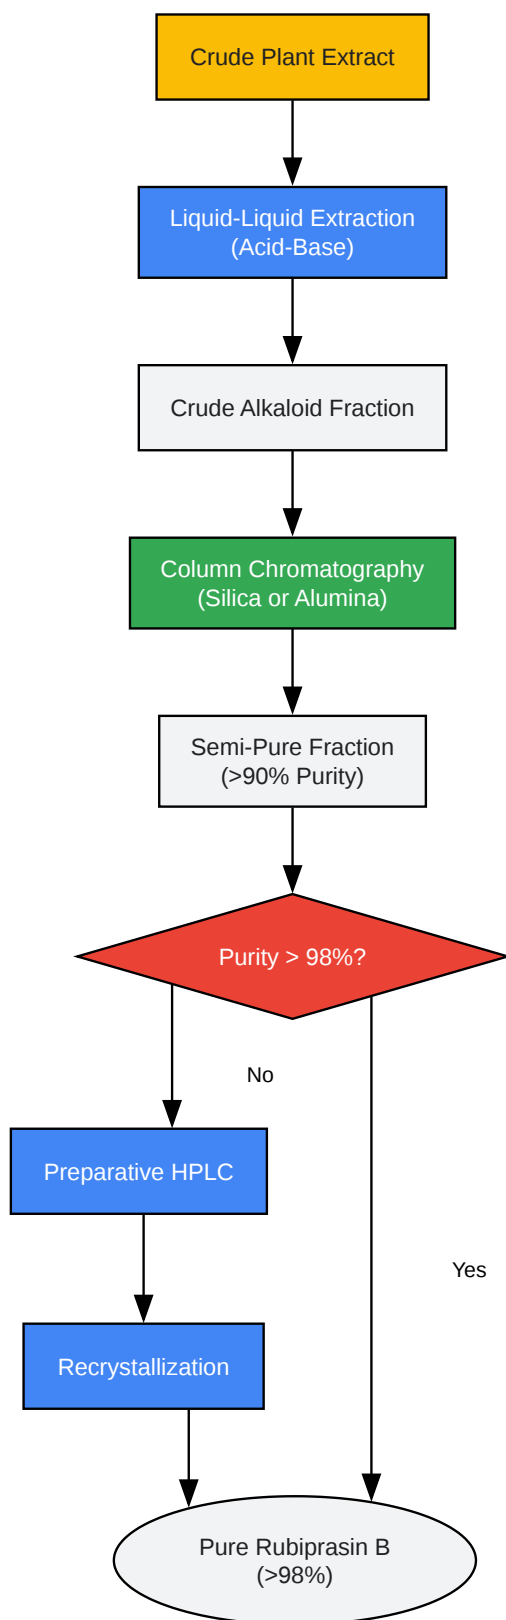 Crude Plant Extract
Liquid-Liquid Extraction
(Acid-Base)
Crude Alkaloid Fraction
Column Chromatography
(Silica or Alumina)
Semi-Pure Fraction
(>90% Purity)
Purity > 98%?
No
Preparative HPLC
Yes
Recrystallization
Pure Rubiprasin B
(>98%)